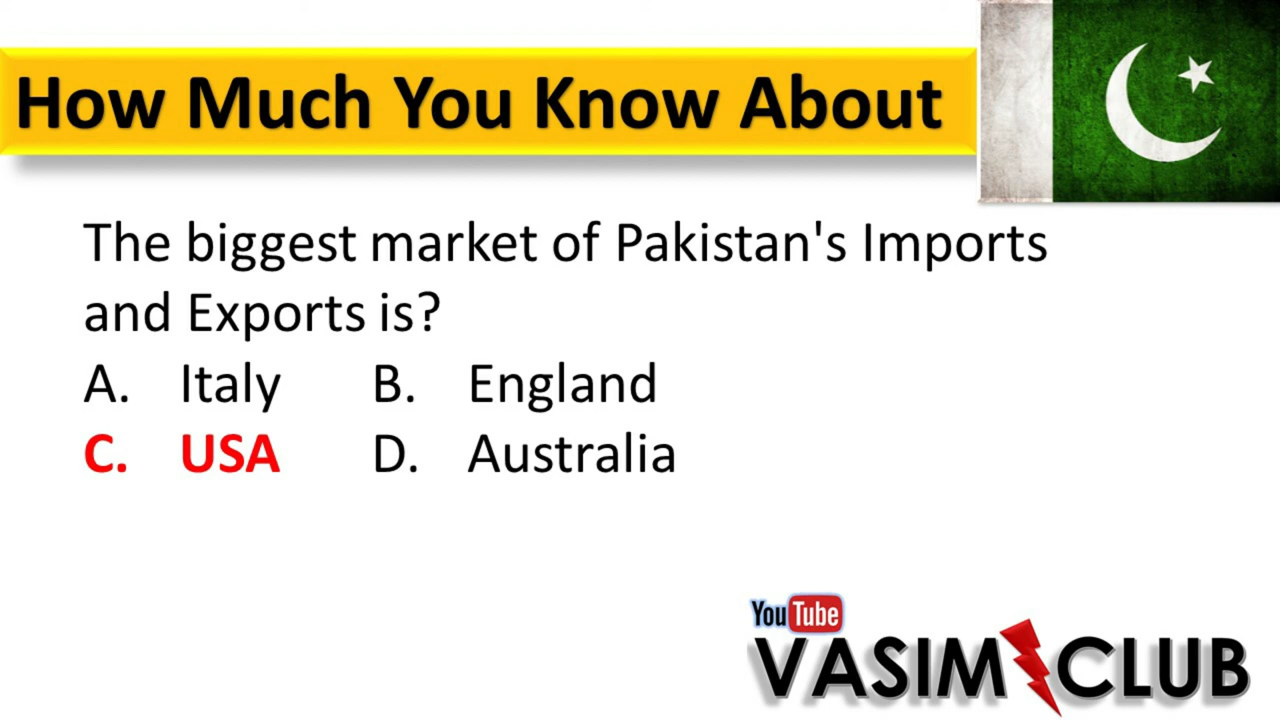 How Much You Know About
The biggest market of Pakistan's Imports
and Exports is?
A. Italy B. England
C. USA D. Australia
YouTube
VASIM CLUB